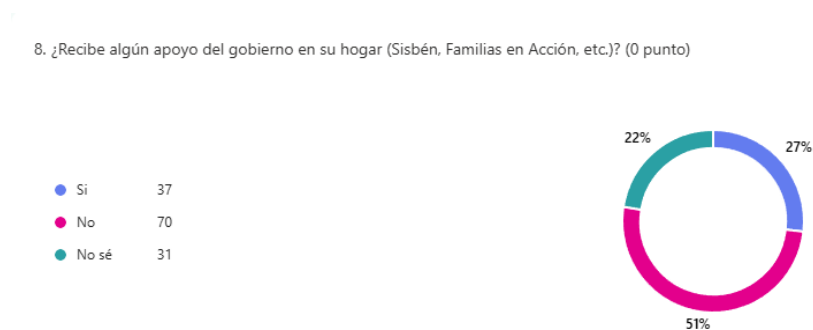 8. ¿Recibe algún apoyo del gobierno en su hogar (Sisbén, Familias en Acción, etc.)? (0 punto)
Si 37
No 70
No sé 31
22%
27%
51%